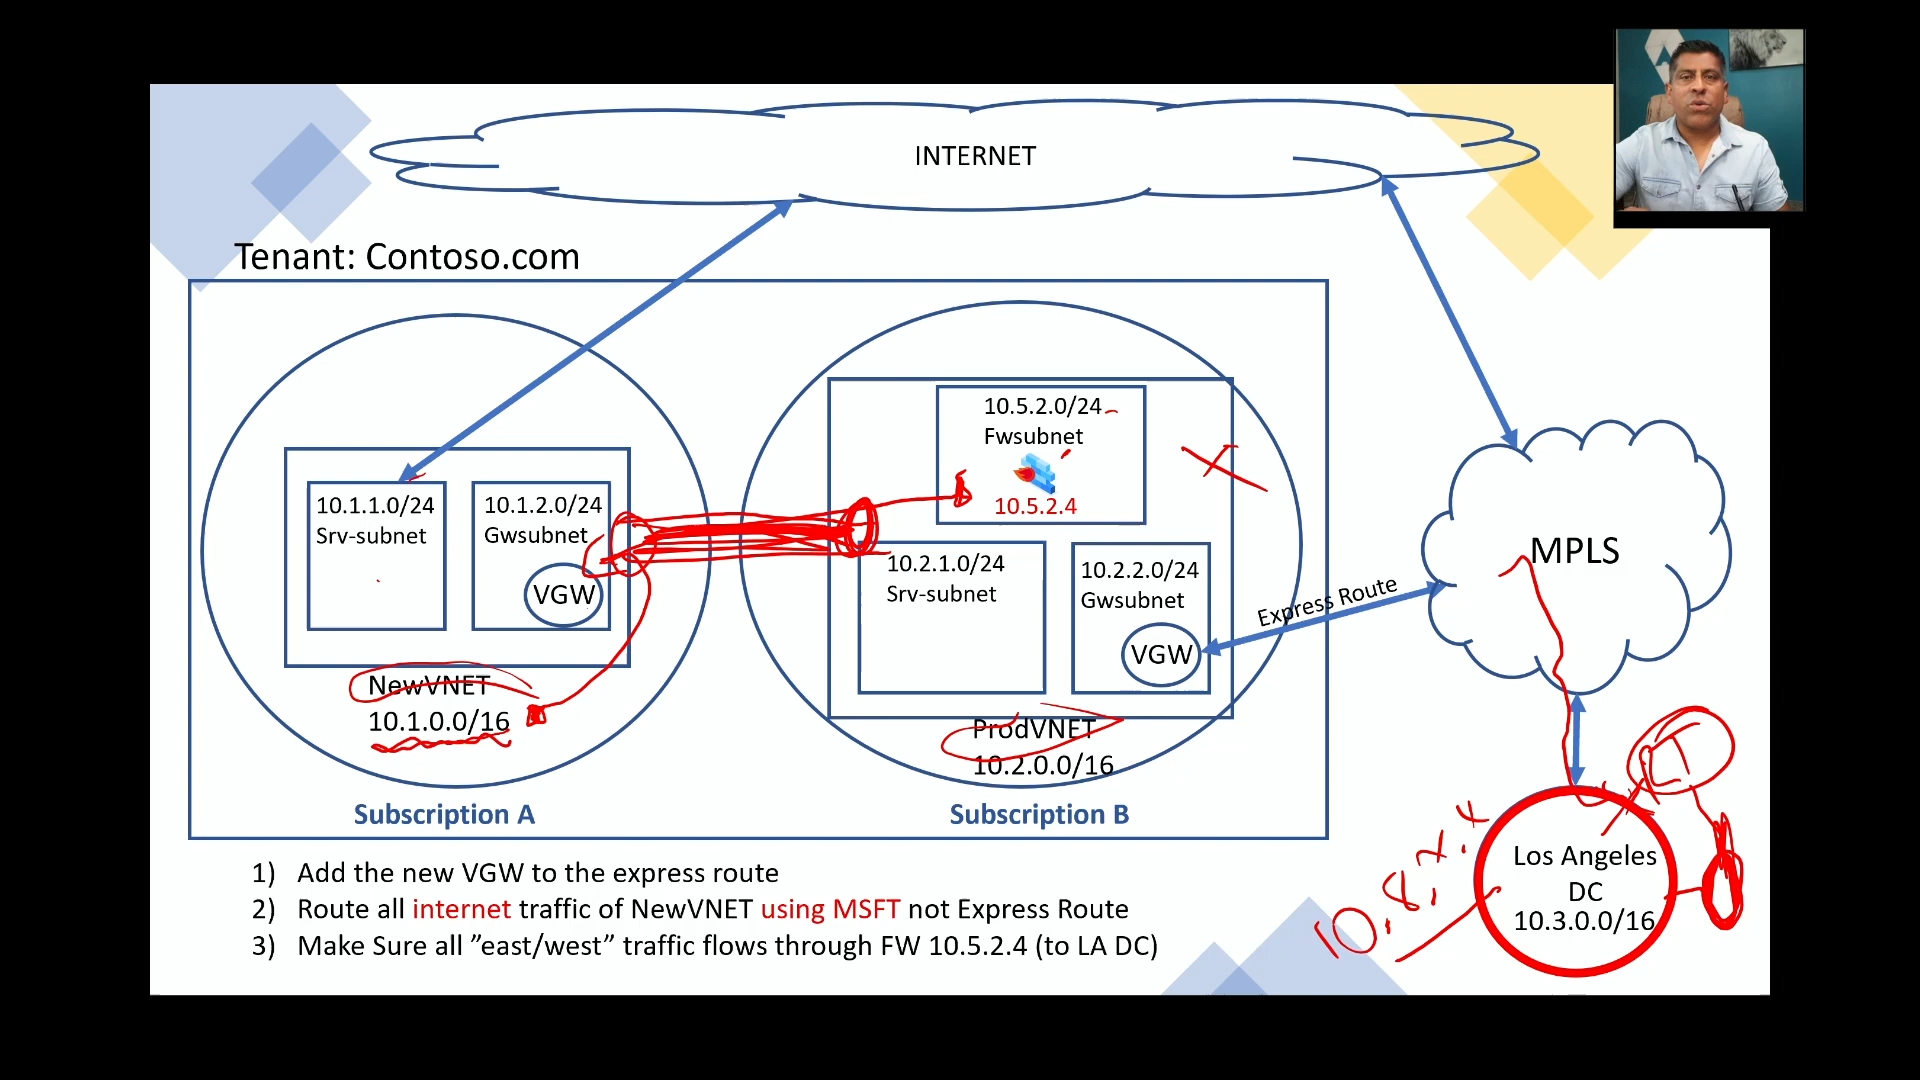 INTERNET
Tenant: Contoso.com
10.1.1.0/24
Srv-subnet
10.1.2.0/24
Gwsubnet
VGW
NewVNET
10.1.0.0/16
Subscription A
10.5.2.0/24
Fwsubnet
10.5.2.4
10.2.1.0/24
Srv-subnet
10.2.2.0/24
Gwsubnet
VGW
ProdVNET
10.2.0.0/16
Subscription B
Express Route
MPLS
Los Angeles
DC
10.3.0.0/16
10.8.x.x
1) Add the new VGW to the express route
2) Route all internet traffic of NewVNET using MSFT not Express Route
3) Make Sure all ”east/west” traffic flows through FW 10.5.2.4 (to LA DC)